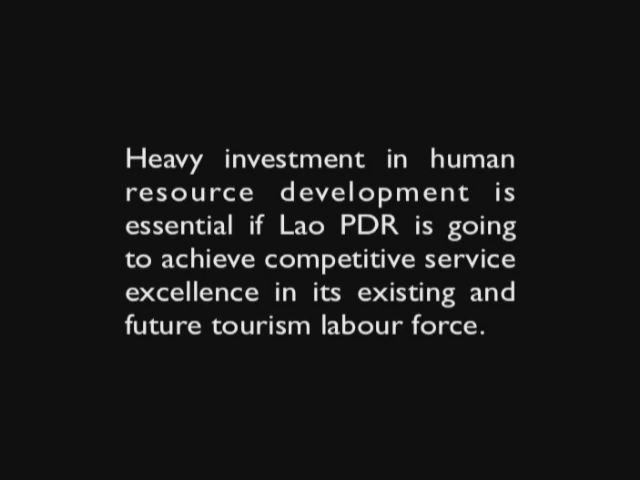 Heavy investment in human
resource development is
essential if Lao PDR is going
to achieve competitive service
excellence in its existing and
future tourism labour force.